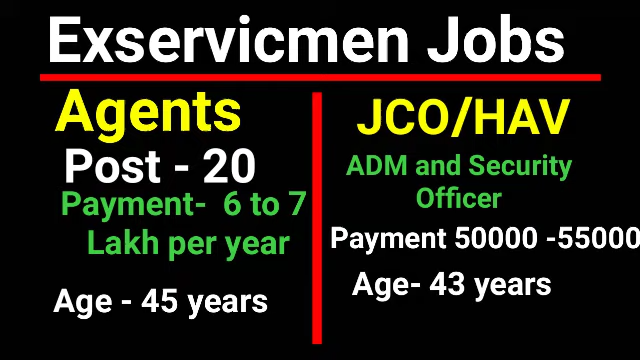 Exservicmen Jobs
Agents
Post - 20
Payment- 6 to 7
Lakh per year
Age - 45 years
JCO/HAV
ADM and Security
Officer
Payment 50000 -55000
Age- 43 years